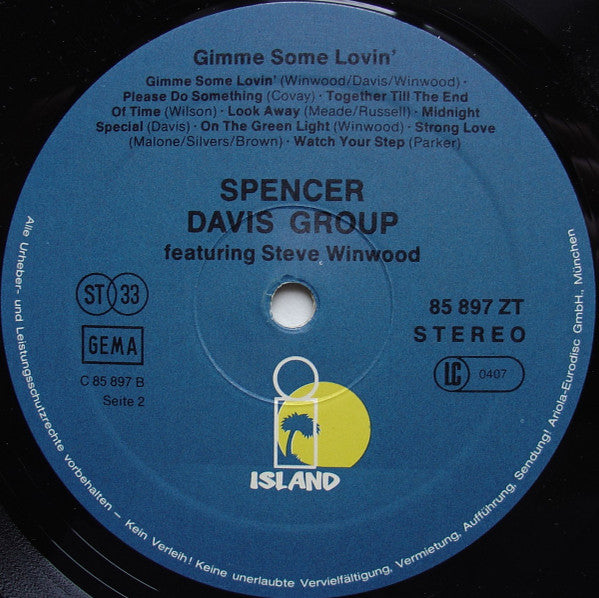 Gimme Some Lovin'
Gimme Some Lovin' (Winwood/Davis/Winwood) ·
Please Do Something (Covay) · Together Till The End
Of Time (Wilson) · Look Away (Meade/Russell) · Midnight
Special (Davis) · On The Green Light (Winwood) · Strong Love
(Malone/Silvers/Brown) · Watch Your Step (Parker)
SPENCER
DAVIS GROUP
featuring Steve Winwood
ST 33
GEMA
C 85 897 B
Seite 2
85 897 ZT
STEREO
LC 0407
ISLAND
Alle Urheber- und Leistungsschutzrechte vorbehalten – Kein Verleih! Keine unerlaubte Vervielfältigung, Vermietung, Aufführung, Sendung! Ariola-Eurodisc GmbH., München